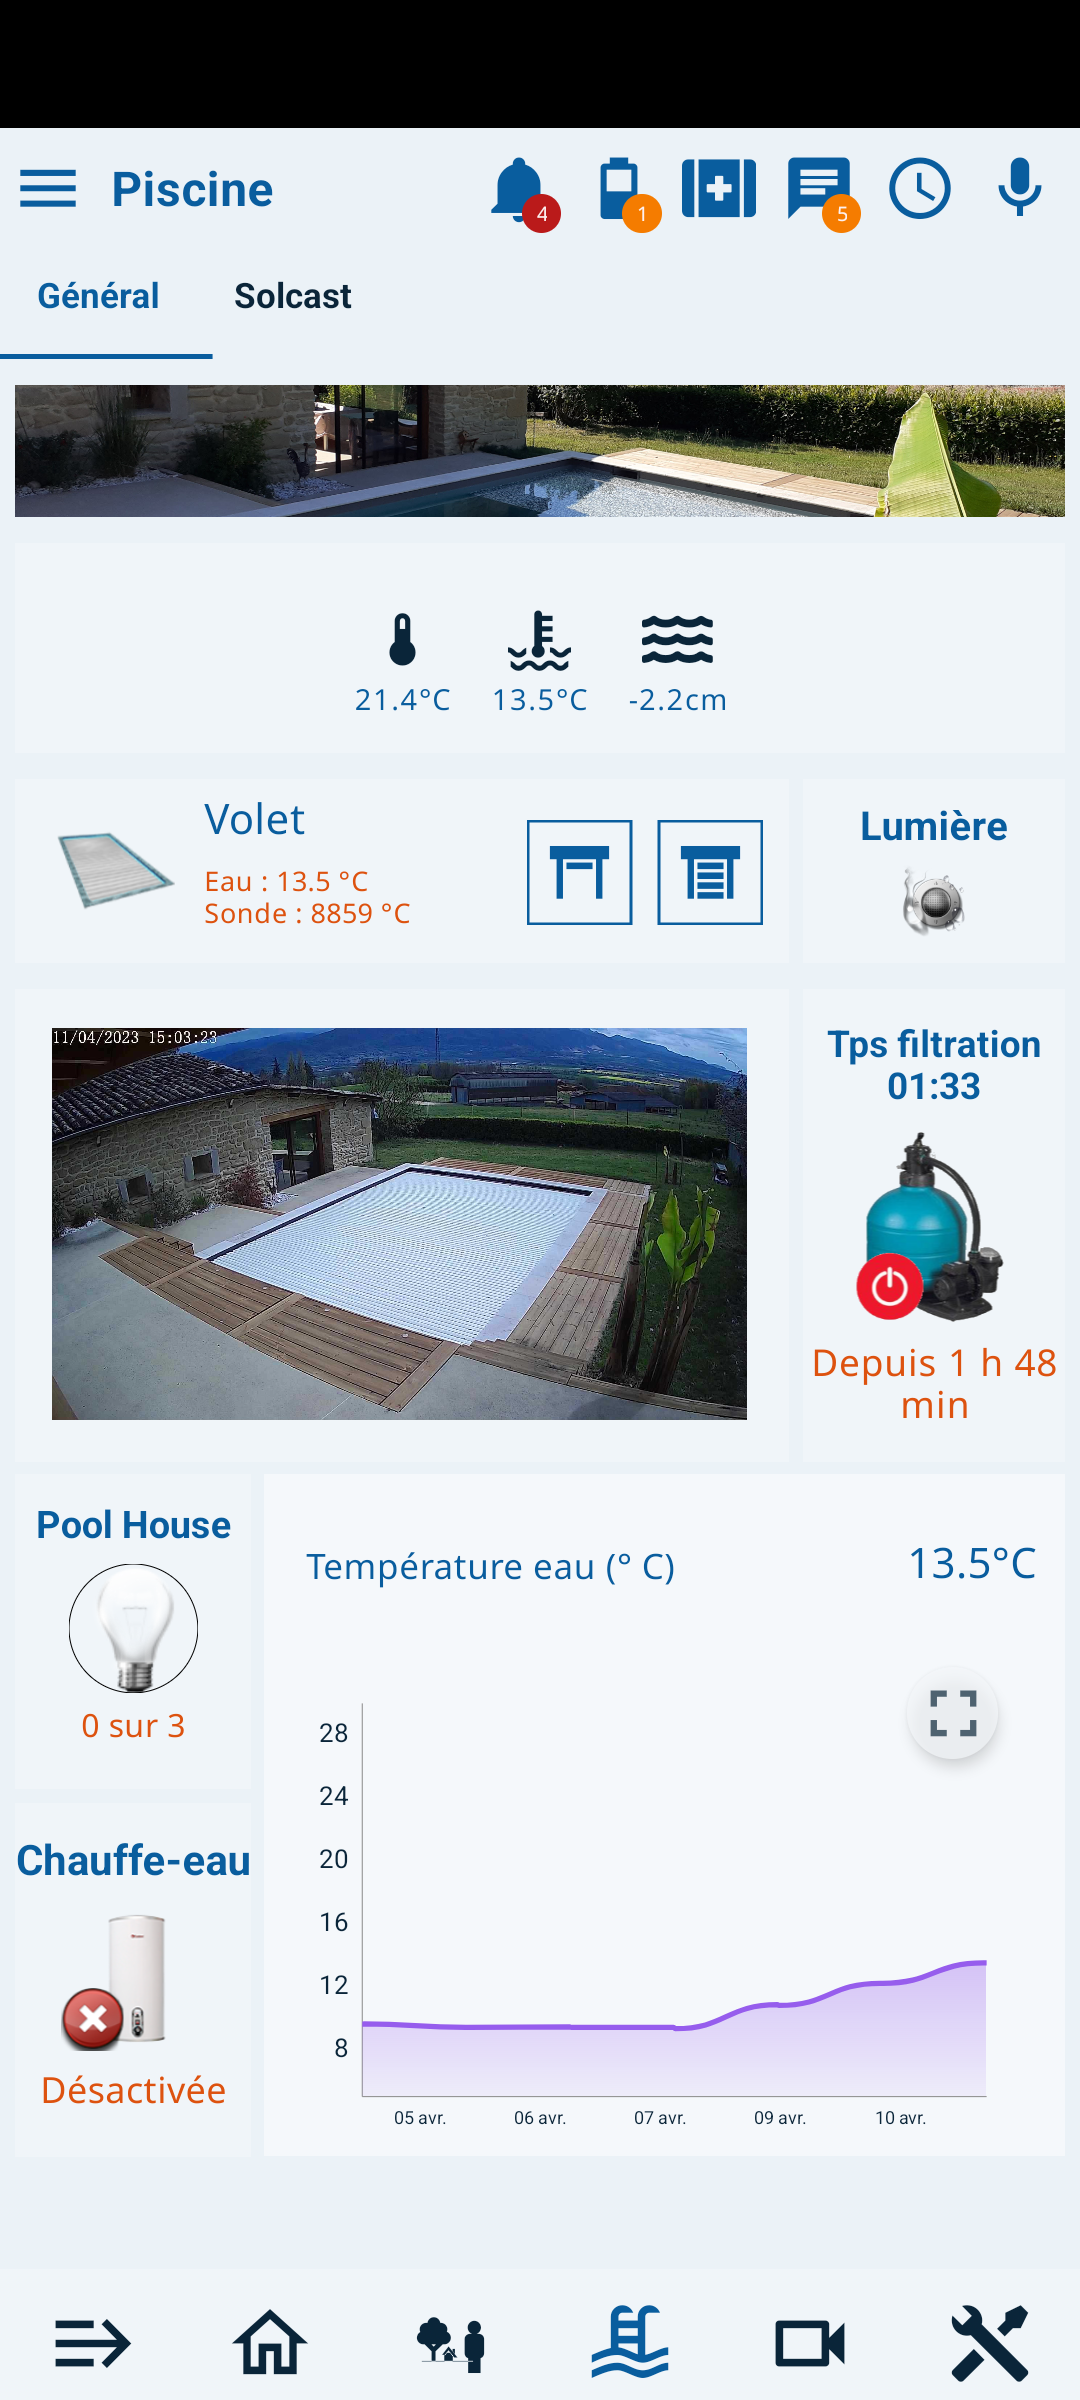 Piscine
4
1
5
Général
Solcast
21.4°C
13.5°C
-2.2cm
Volet
Eau : 13.5 °C
Sonde : 8859 °C
Lumière
11/04/2023 15:03:23
Tps filtration
01:33
Depuis 1 h 48
min
Pool House
0 sur 3
Température eau (° C)
13.5°C
28
24
20
16
12
8
05 avr.
06 avr.
07 avr.
09 avr.
10 avr.
Chauffe-eau
Désactivée